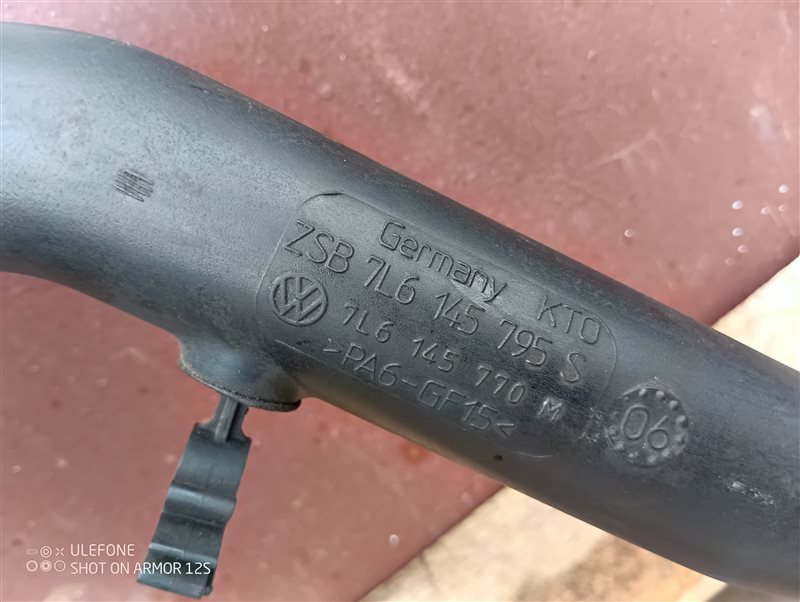 Germany KTO
ZSB 7L6 145 795 S
7L6 145 770 M
>PA6-GF15<
06
ULEFONE
SHOT ON ARMOR 12S